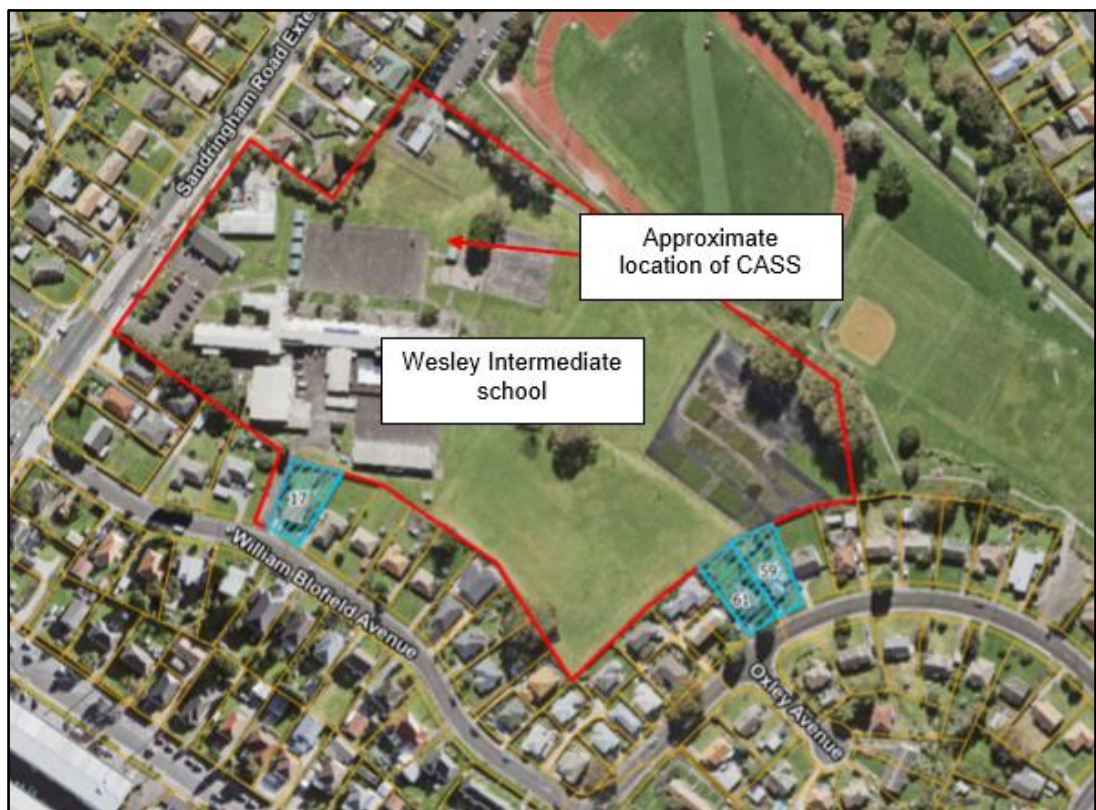 Sandringham Road Exte
Approximate
location of CASS
Wesley Intermediate
school
17
William Blofield Avenue
59
61
Oxley Avenue